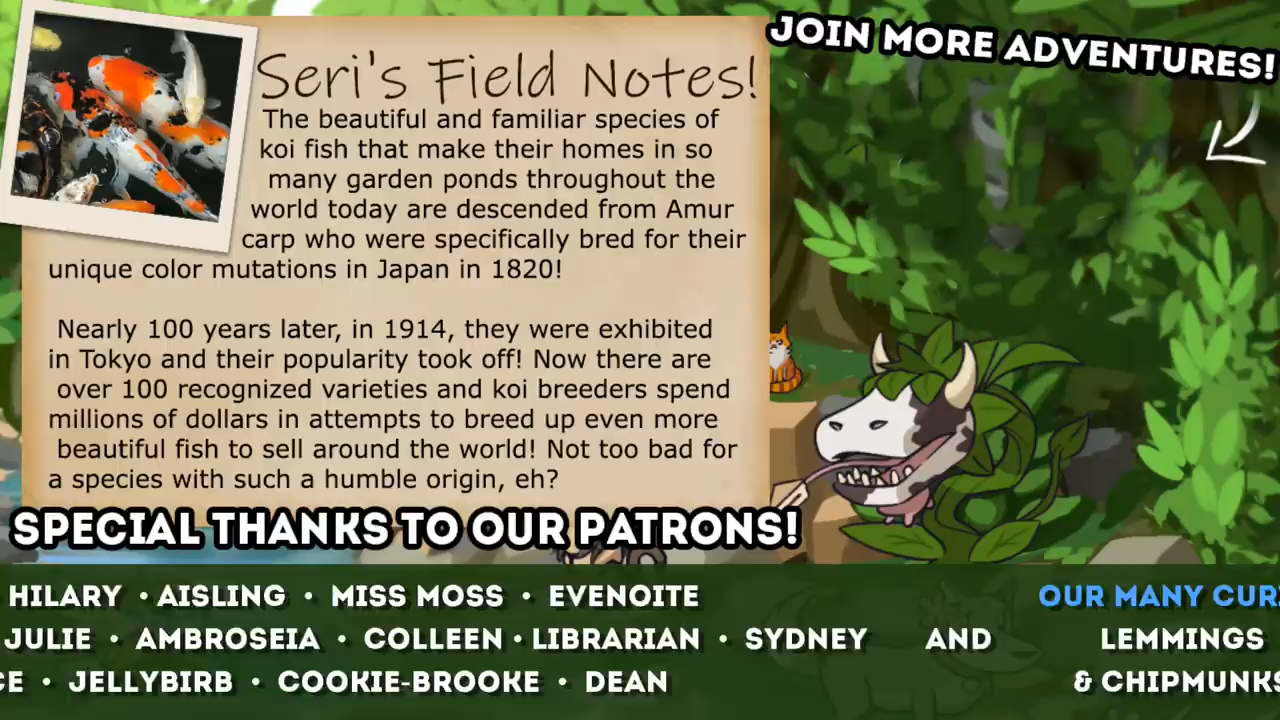 Seri's Field Notes!
The beautiful and familiar species of
koi fish that make their homes in so
many garden ponds throughout the
world today are descended from Amur
carp who were specifically bred for their
unique color mutations in Japan in 1820!
Nearly 100 years later, in 1914, they were exhibited
in Tokyo and their popularity took off! Now there are
over 100 recognized varieties and koi breeders spend
millions of dollars in attempts to breed up even more
beautiful fish to sell around the world! Not too bad for
a species with such a humble origin, eh?
JOIN MORE ADVENTURES!
SPECIAL THANKS TO OUR PATRONS!
HILARY • AISLING • MISS MOSS • EVENOITE
JULIE • AMBROSEIA • COLLEEN • LIBRARIAN • SYDNEY AND
CE • JELLYBIRB • COOKIE-BROOKE • DEAN
OUR MANY CURI
LEMMINGS
& CHIPMUNKS